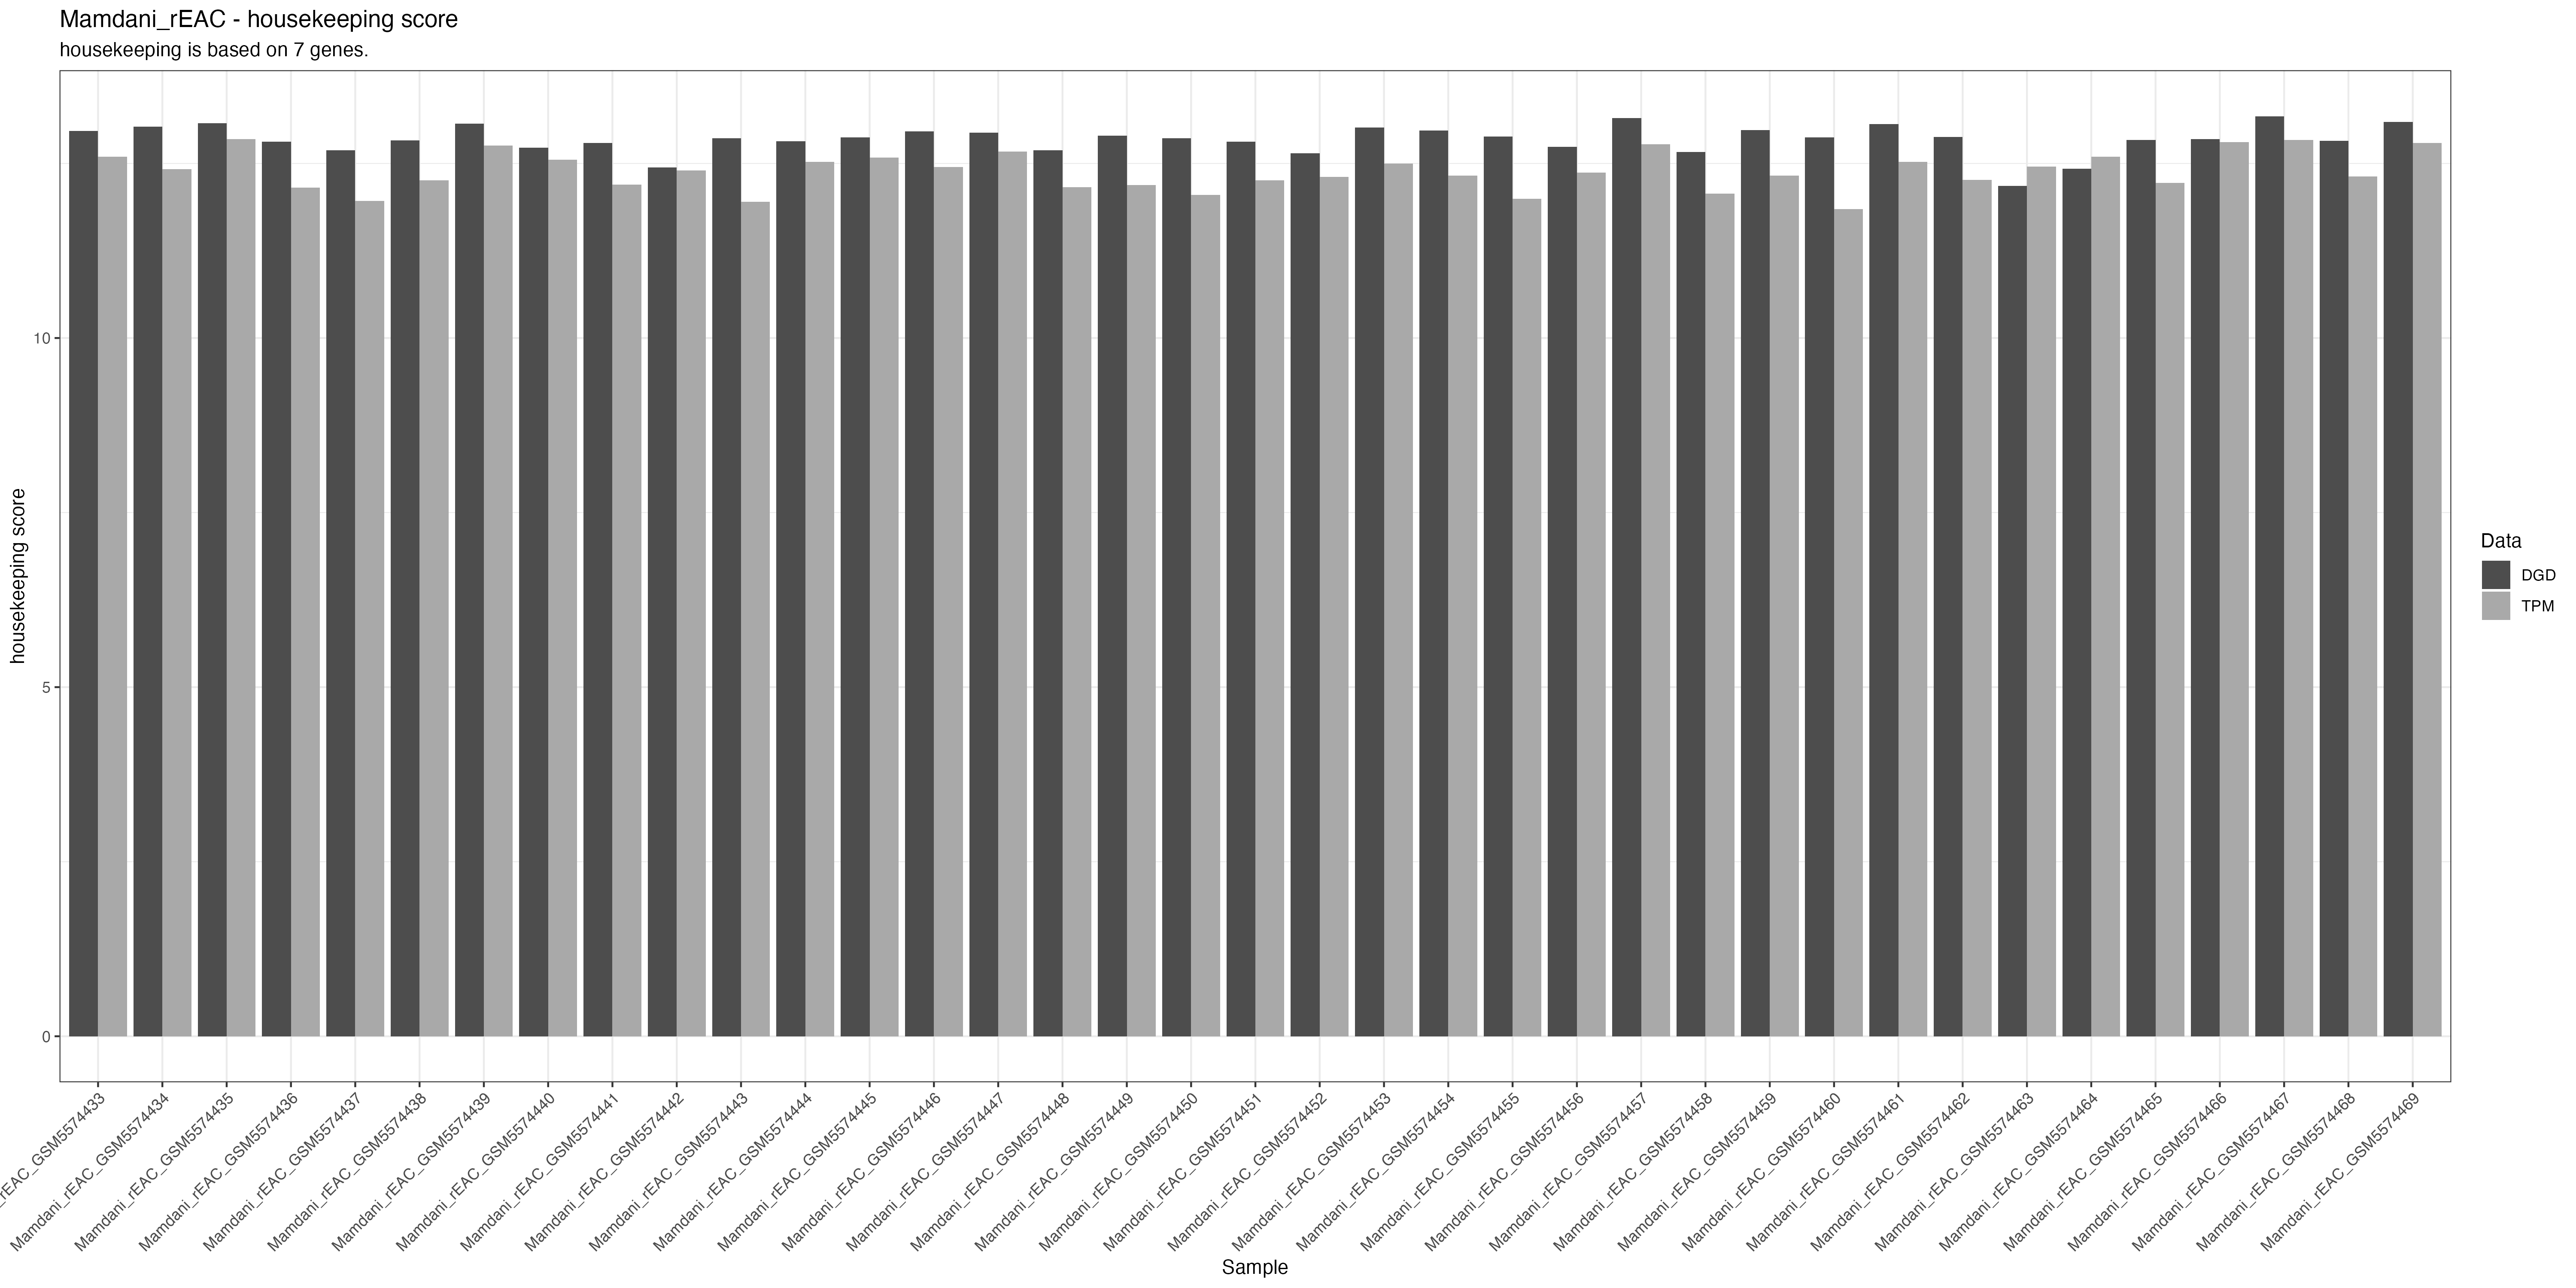 Mamdani_rEAC - housekeeping score
housekeeping is based on 7 genes.
housekeeping score
10
5
0
Data
DGD
TPM
_rEAC_GSM5574433
Mamdani_rEAC_GSM5574434
Mamdani_rEAC_GSM5574435
Mamdani_rEAC_GSM5574436
Mamdani_rEAC_GSM5574437
Mamdani_rEAC_GSM5574438
Mamdani_rEAC_GSM5574439
Mamdani_rEAC_GSM5574440
Mamdani_rEAC_GSM5574441
Mamdani_rEAC_GSM5574442
Mamdani_rEAC_GSM5574443
Mamdani_rEAC_GSM5574444
Mamdani_rEAC_GSM5574445
Mamdani_rEAC_GSM5574446
Mamdani_rEAC_GSM5574447
Mamdani_rEAC_GSM5574448
Mamdani_rEAC_GSM5574449
Mamdani_rEAC_GSM5574450
Mamdani_rEAC_GSM5574451
Mamdani_rEAC_GSM5574452
Mamdani_rEAC_GSM5574453
Mamdani_rEAC_GSM5574454
Mamdani_rEAC_GSM5574455
Mamdani_rEAC_GSM5574456
Mamdani_rEAC_GSM5574457
Mamdani_rEAC_GSM5574458
Mamdani_rEAC_GSM5574459
Mamdani_rEAC_GSM5574460
Mamdani_rEAC_GSM5574461
Mamdani_rEAC_GSM5574462
Mamdani_rEAC_GSM5574463
Mamdani_rEAC_GSM5574464
Mamdani_rEAC_GSM5574465
Mamdani_rEAC_GSM5574466
Mamdani_rEAC_GSM5574467
Mamdani_rEAC_GSM5574468
Mamdani_rEAC_GSM5574469
Sample